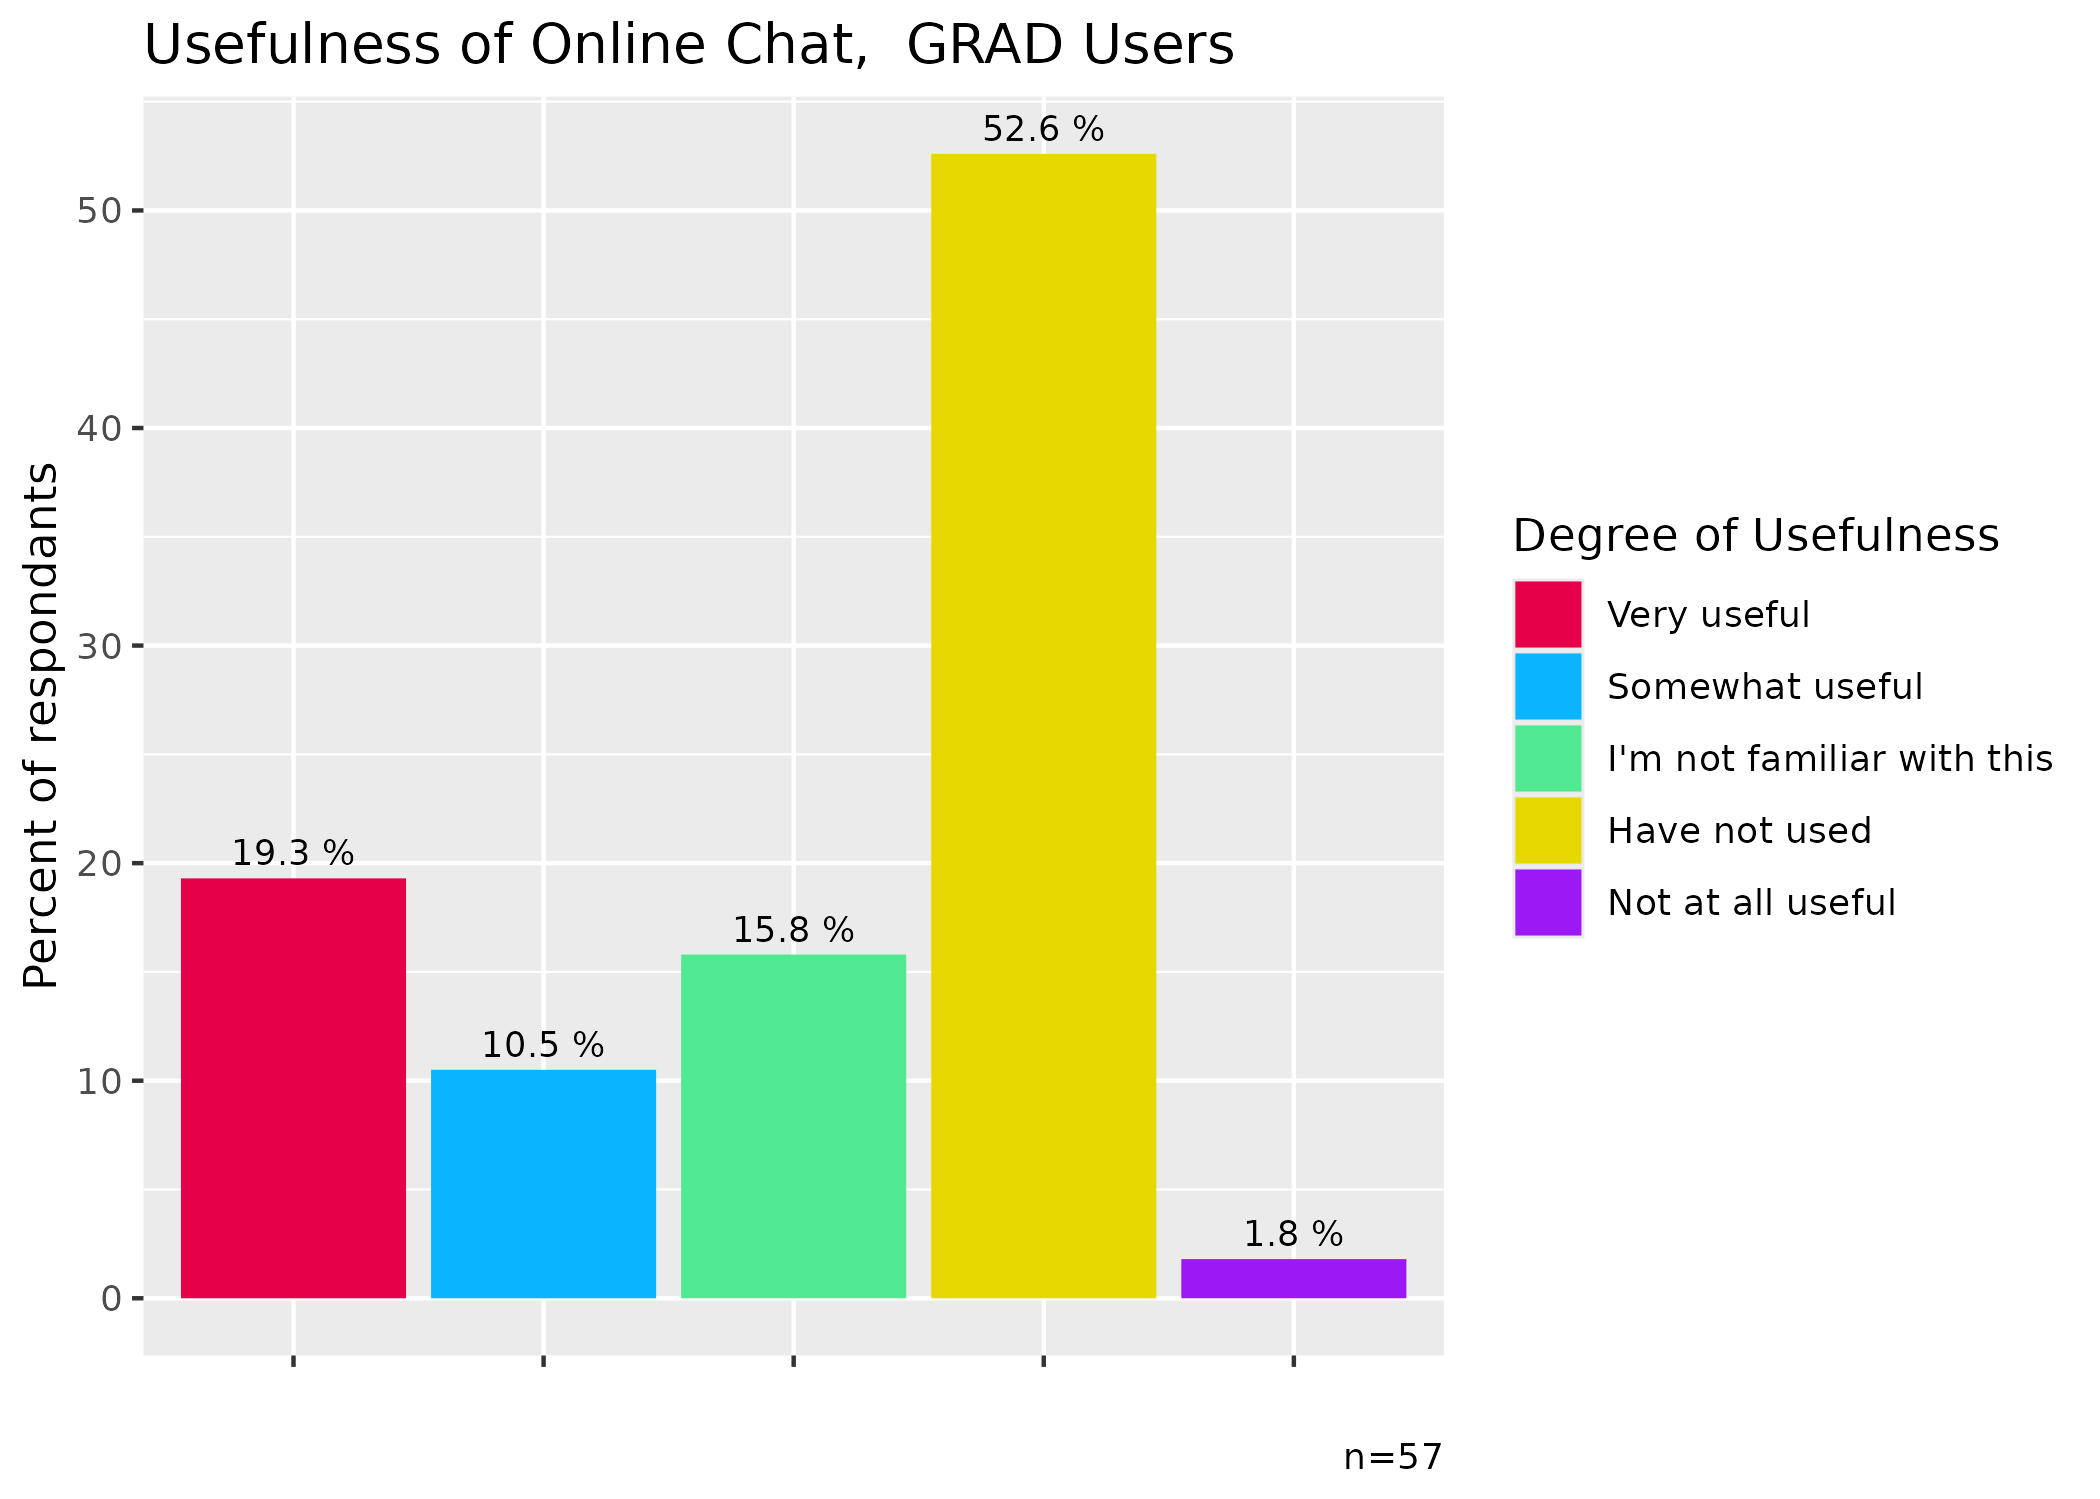 Usefulness of Online Chat,  GRAD Users
Percent of respondants
50
40
30
20
10
0
52.6 %
19.3 %
15.8 %
10.5 %
1.8 %
Degree of Usefulness
Very useful
Somewhat useful
I'm not familiar with this
Have not used
Not at all useful
n=57